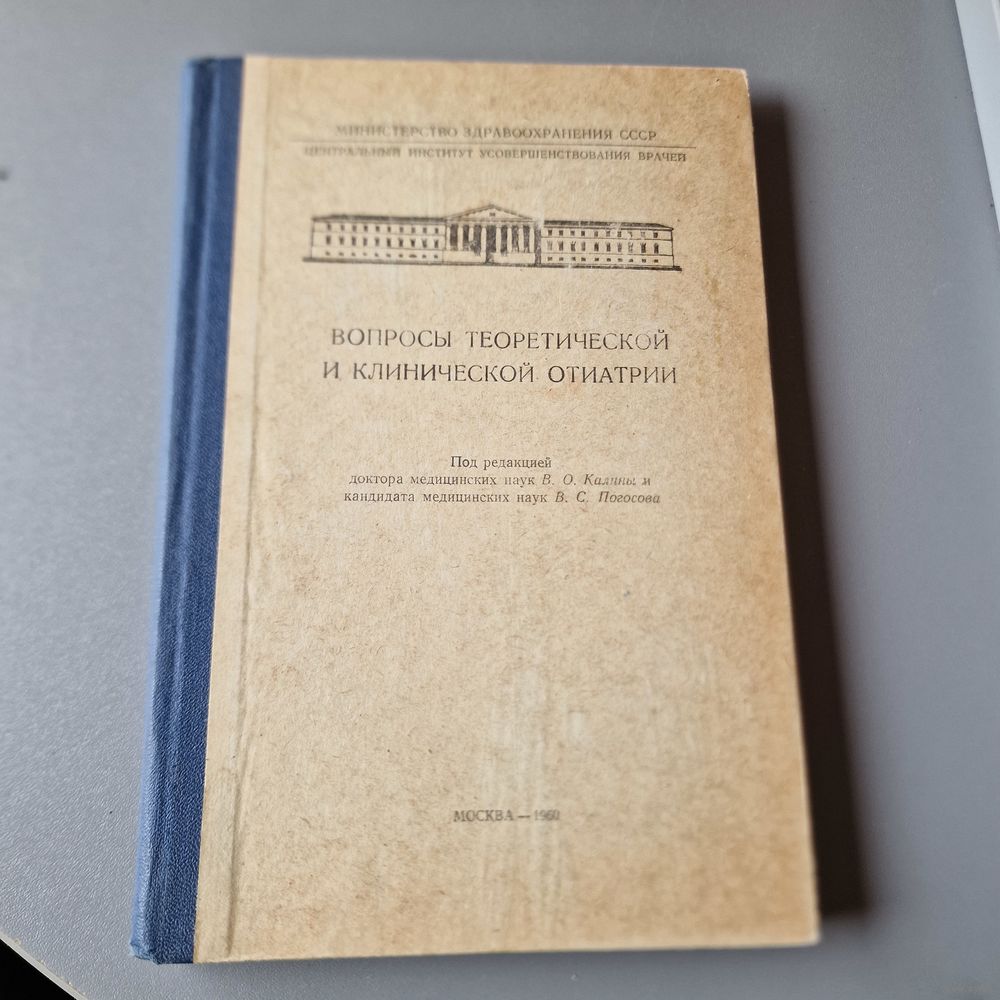 МИНИСТЕРСТВО ЗДРАВООХРАНЕНИЯ СССР
ЦЕНТРАЛЬНЫЙ ИНСТИТУТ УСОВЕРШЕНСТВОВАНИЯ ВРАЧЕЙ
ВОПРОСЫ ТЕОРЕТИЧЕСКОЙ
И КЛИНИЧЕСКОЙ ОТИАТРИИ
Под редакцией
доктора медицинских наук В. О. Калины и
кандидата медицинских наук В. С. Погосова
МОСКВА — 1960